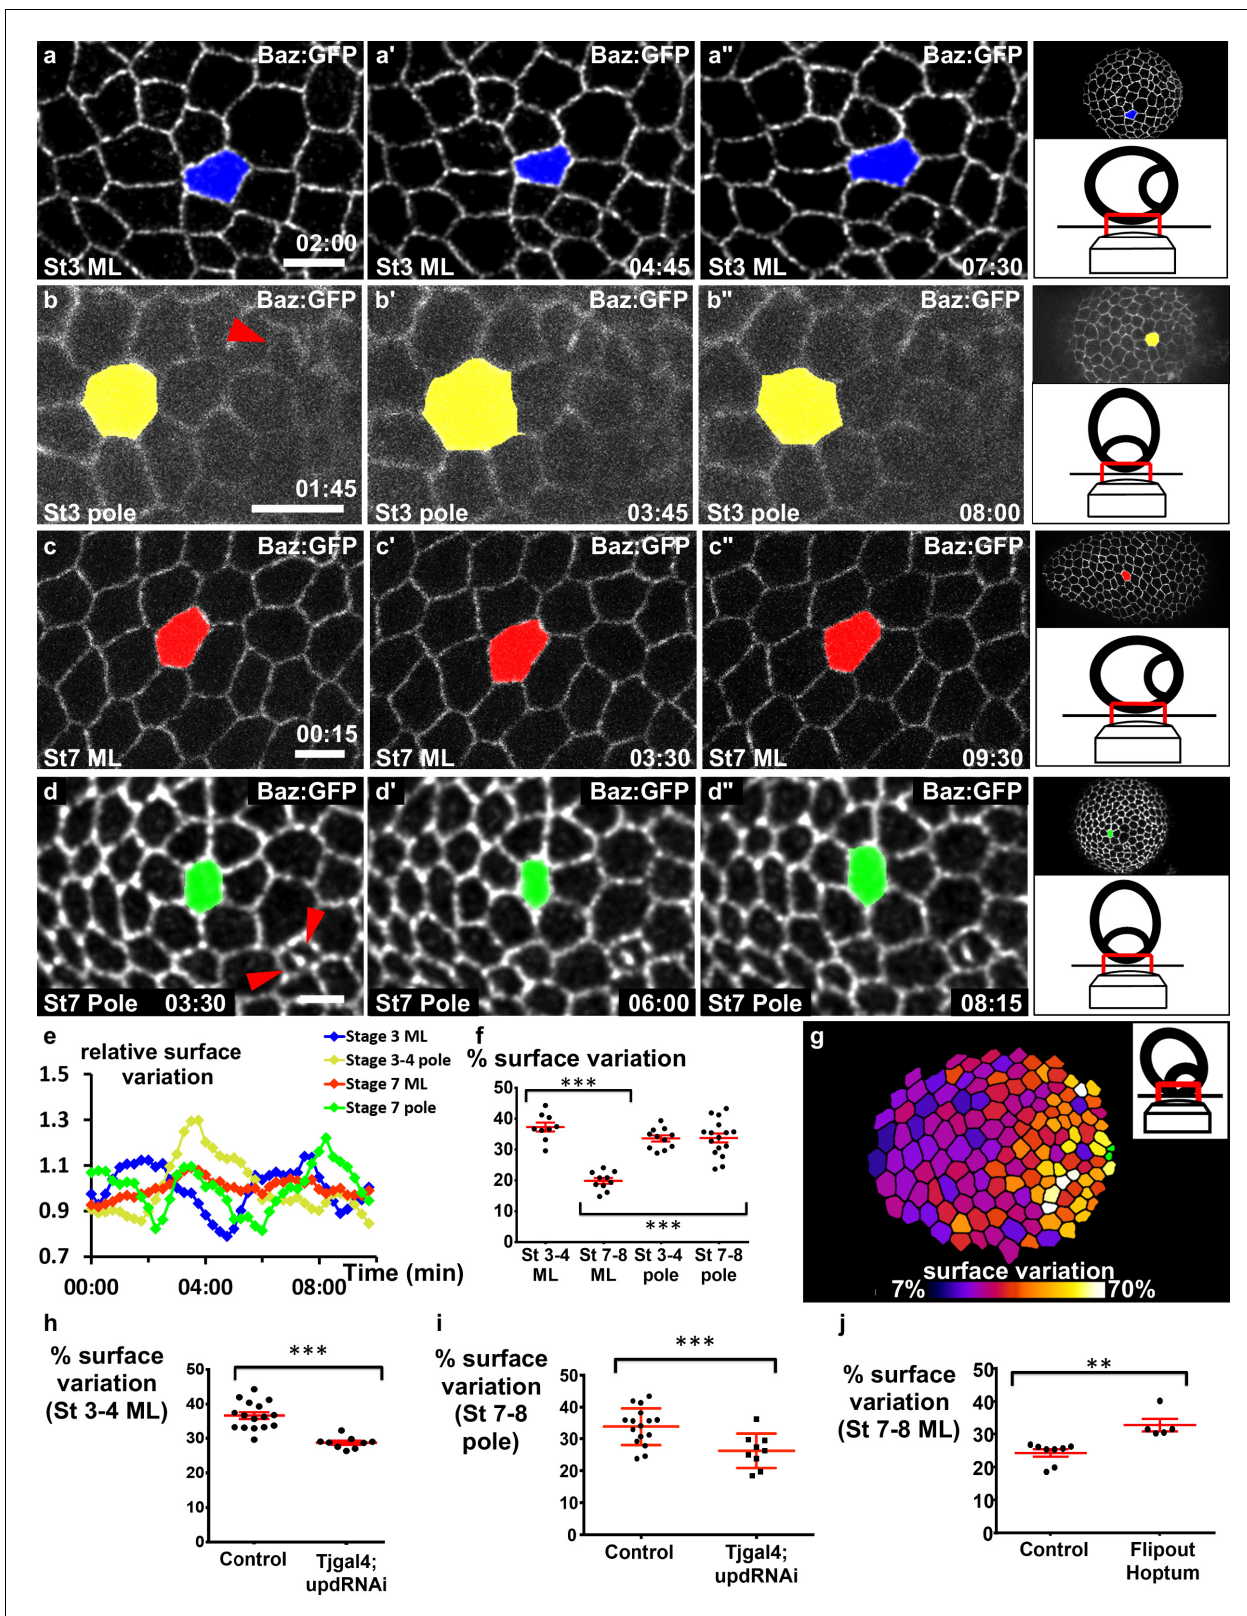 a Baz:GFP a' Baz:GFP a" Baz:GFP
02:00
St3 ML St3 ML 04:45 St3 ML 07:30
b Baz:GFP b' Baz:GFP b" Baz:GFP
01:45
St3 pole St3 pole 03:45 St3 pole 08:00
c Baz:GFP c' Baz:GFP c" Baz:GFP
00:15
St7 ML St7 ML 03:30 St7 ML 09:30
d Baz:GFP d' Baz:GFP d" Baz:GFP
St7 Pole 03:30 St7 Pole 06:00 St7 Pole 08:15
e
relative surface
variation
Stage 3 ML
Stage 3-4 pole
Stage 7 ML
Stage 7 pole
1.5
1.3
1.1
0.9
0.7
00:00 04:00 08:00
Time (min)
f
% surface variation
50
40
30
20
10
0
***
***
St 3-4 St 7-8 St 3-4 St 7-8
ML ML pole pole
g
surface variation
7% 70%
h
% surface
variation
(St 3-4 ML)
50
40
30
20
10
0
***
Control Tjgal4;
updRNAi
i
% surface
variation
(St 7-8
pole)
50
40
30
20
10
0
***
Control Tjgal4;
updRNAi
j
% surface
variation
(St 7-8 ML)
50
40
30
20
10
0
**
Control Flipout
Hoptum